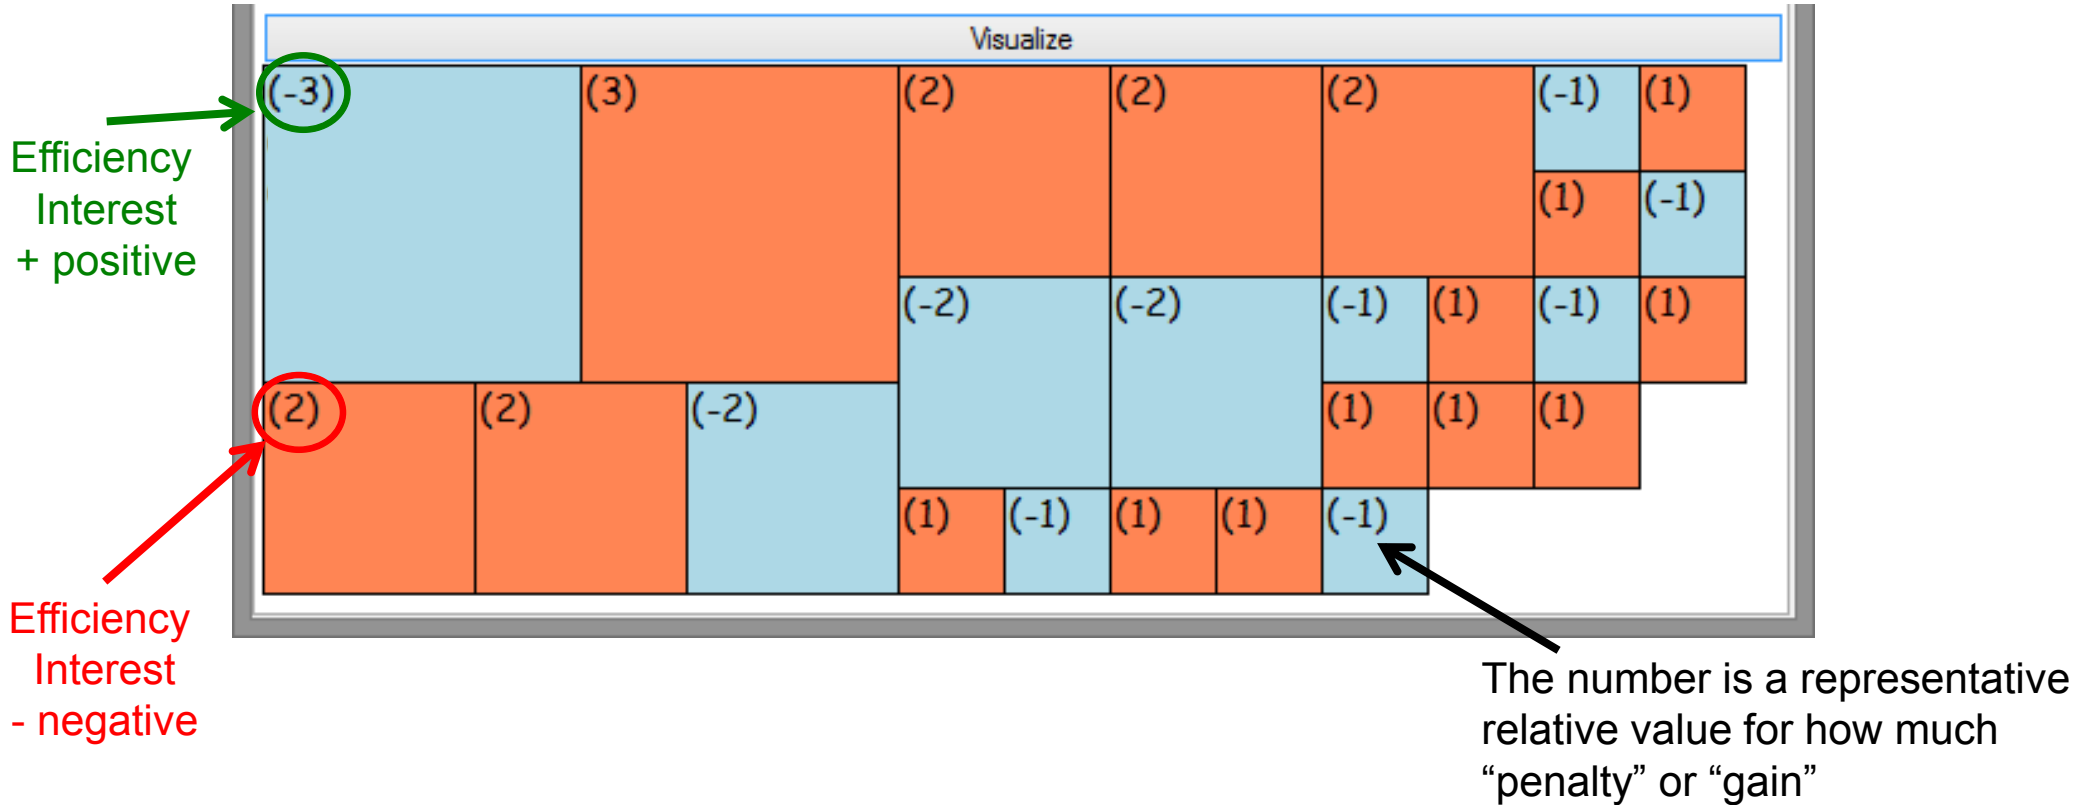 Visualize
(-3) (3) (2) (2) (2) (-1) (1)
Efficiency
Interest
+ positive
(1) (-1)
(-2) (-2) (-1) (1) (-1) (1)
(2) (2) (-2) (1) (1) (1)
(1) (-1) (1) (1) (-1)
Efficiency
Interest
- negative
The number is a representative
relative value for how much
“penalty” or “gain”